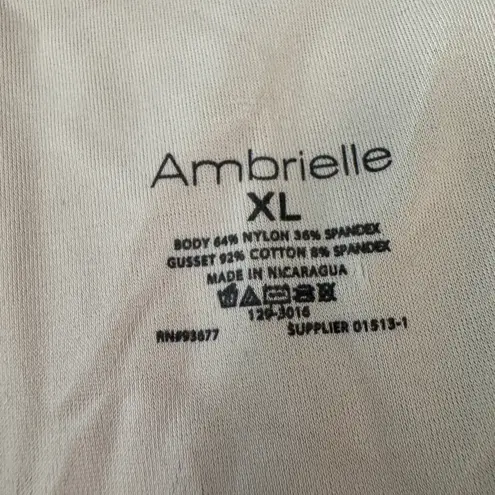 Ambrielle
XL
BODY 64% NYLON 36% SPANDEX
GUSSET 92% COTTON 8% SPANDEX
MADE IN NICARAGUA
129-3016
RN#93677 SUPPLIER 01513-1